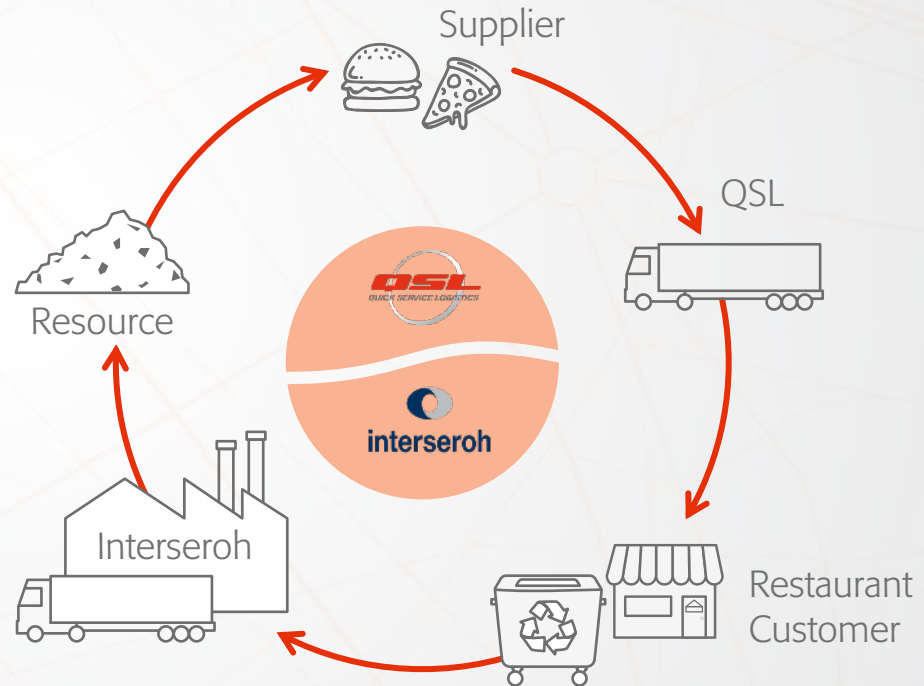 Supplier
QSL
QSL
QUICK SERVICE LOGISTICS
Resource
interseroh
Interseroh
Restaurant
Customer